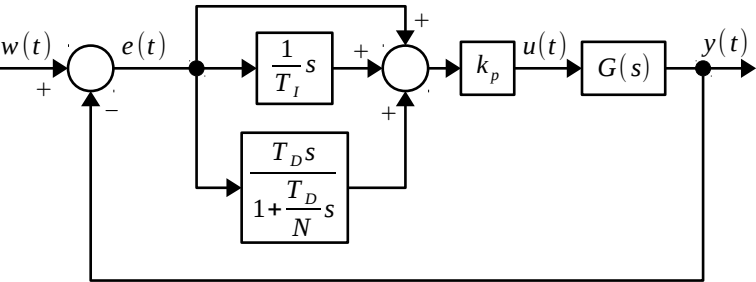 w(t)
e(t)
u(t)
y(t)
+
−
+
+
+
1/T_I s
k_p
G(s)
T_D s / (1+ T_D/N s)